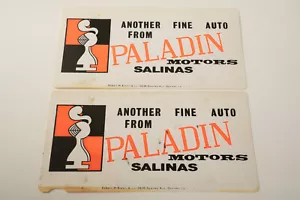 ANOTHER FINE AUTO
FROM
PALADIN
MOTORS
SALINAS
ANOTHER FINE AUTO
FROM
PALADIN
MOTORS
SALINAS